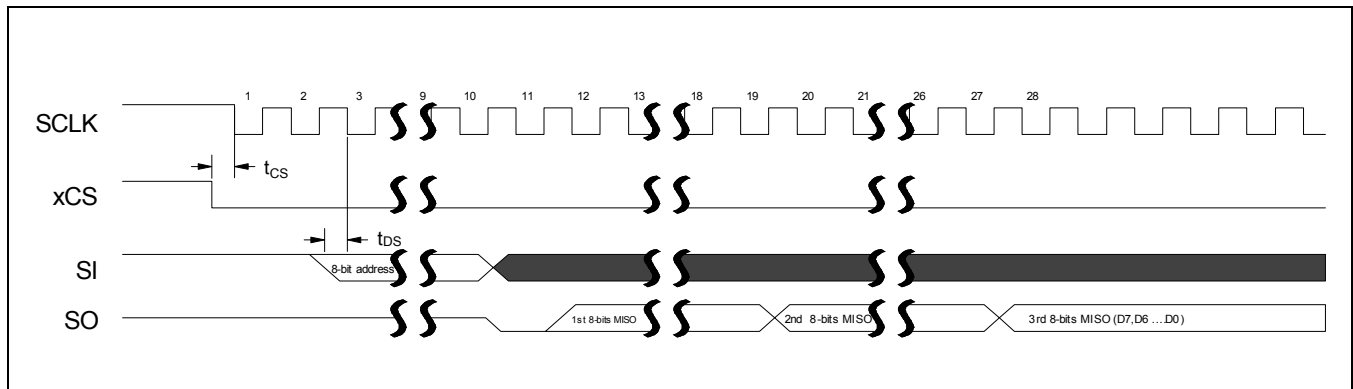 1 2 3 9 10 11 12 13 18 19 20 21 26 27 28
SCLK
tCS
xCS
tDS
SI 8-bit address
SO 1st 8-bits MISO 2nd 8-bits MISO 3rd 8-bits MISO (D7,D6 ....D0)